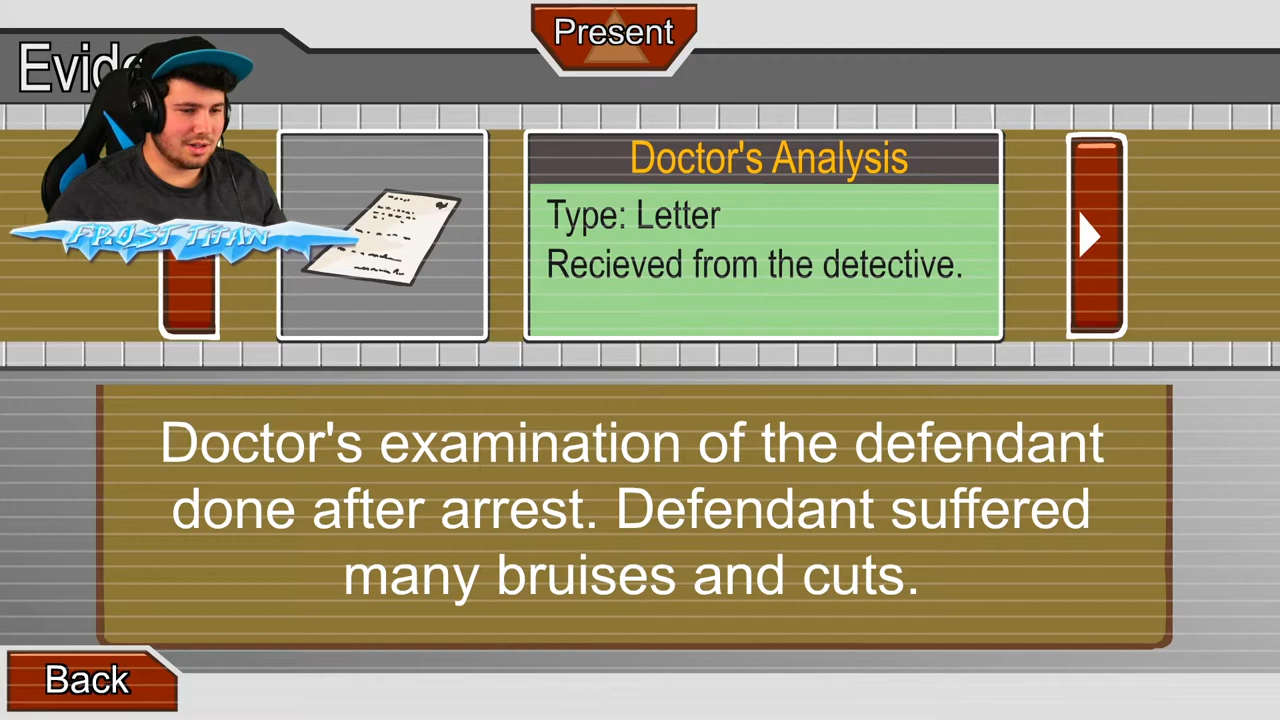 Present
Evide
FROST TITAN
Doctor's Analysis
Type: Letter
Recieved from the detective.
Doctor's examination of the defendant
done after arrest. Defendant suffered
many bruises and cuts.
Back